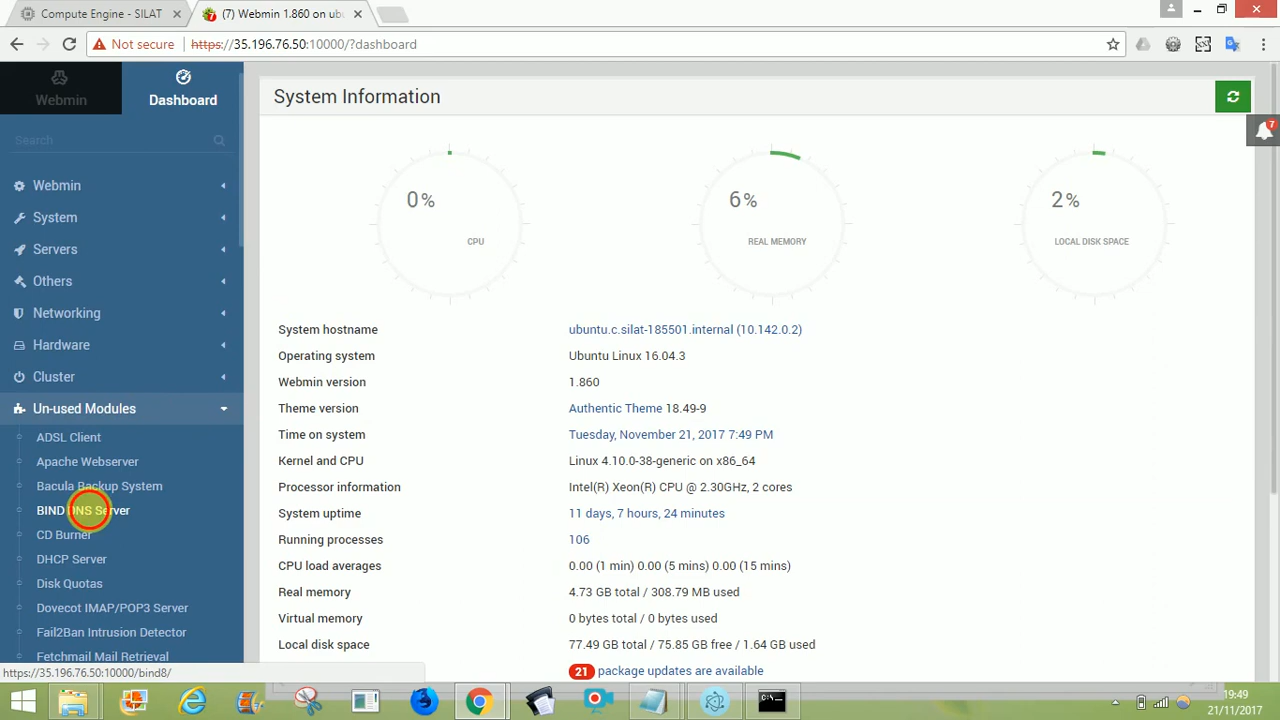 Compute Engine - SILAT
(7) Webmin 1.860 on ubu
Not secure
https://35.196.76.50:10000/?dashboard
Webmin
Dashboard
Search
Webmin
System
Servers
Others
Networking
Hardware
Cluster
Un-used Modules
ADSL Client
Apache Webserver
Bacula Backup System
BIND DNS Server
CD Burner
DHCP Server
Disk Quotas
Dovecot IMAP/POP3 Server
Fail2Ban Intrusion Detector
Fetchmail Mail Retrieval
https://35.196.76.50:10000/bind8/
System Information
7
0%
CPU
6%
REAL MEMORY
2%
LOCAL DISK SPACE
System hostname ubuntu.c.silat-185501.internal (10.142.0.2)
Operating system Ubuntu Linux 16.04.3
Webmin version 1.860
Theme version Authentic Theme 18.49-9
Time on system Tuesday, November 21, 2017 7:49 PM
Kernel and CPU Linux 4.10.0-38-generic on x86_64
Processor information Intel(R) Xeon(R) CPU @ 2.30GHz, 2 cores
System uptime 11 days, 7 hours, 24 minutes
Running processes 106
CPU load averages 0.00 (1 min) 0.00 (5 mins) 0.00 (15 mins)
Real memory 4.73 GB total / 308.79 MB used
Virtual memory 0 bytes total / 0 bytes used
Local disk space 77.49 GB total / 75.85 GB free / 1.64 GB used
21 package updates are available
19:49
21/11/2017